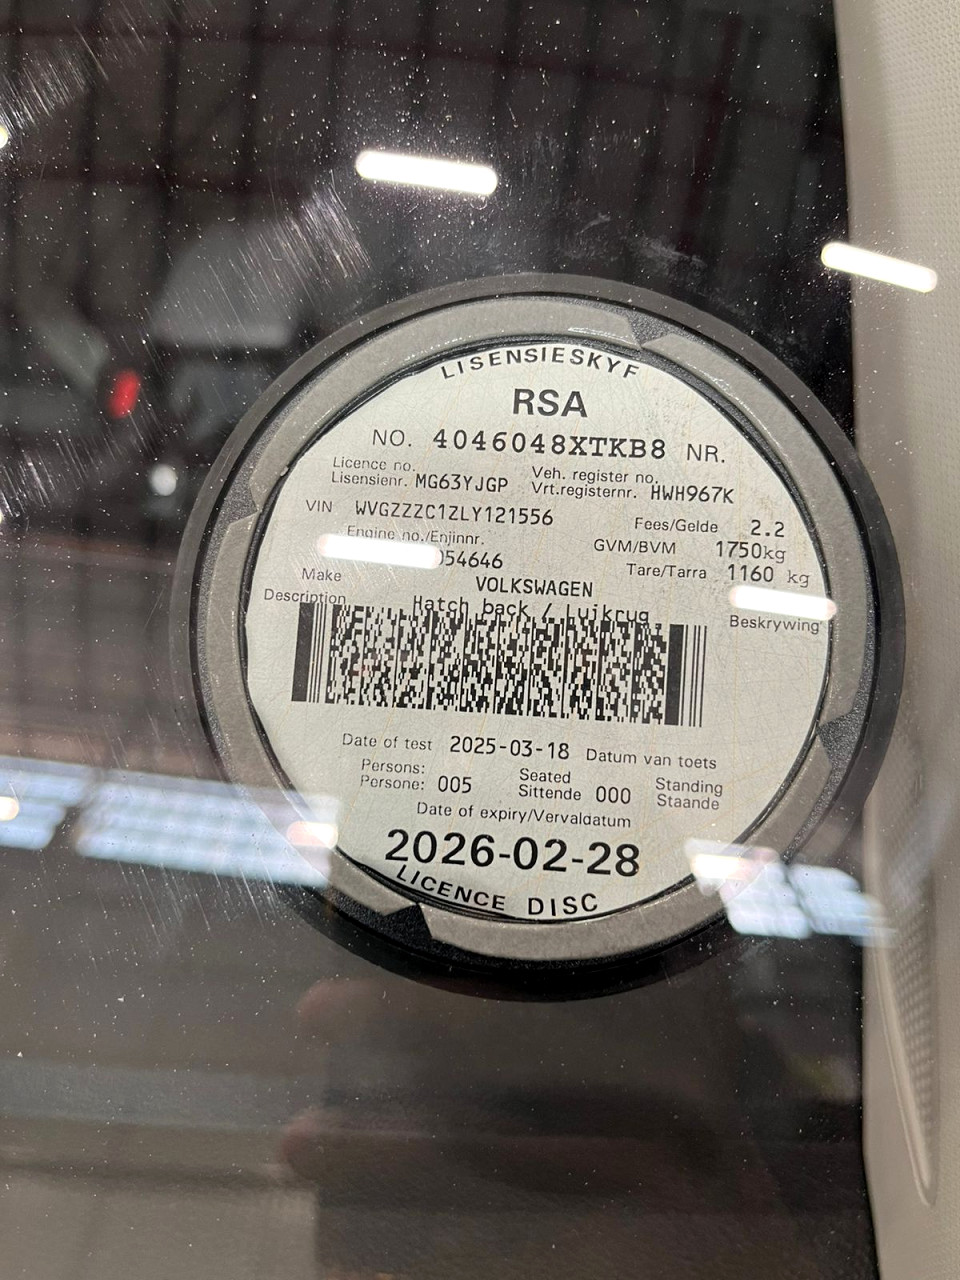 LISENSIESKYF
RSA
NO. 4046048XTKB8 NR.
Licence no. Lisensienr. MG63YJGP Veh. register no. Vrt.registernr. HWH967K
VIN WVGZZZC1ZLY121556 Fees/Gelde 2.2
Engine no./Enjinnr. GVM/BVM 1750kg
54646 Tare/Tarra 1160 kg
Make VOLKSWAGEN
Description Hatch back / Luikrug Beskrywing
Date of test 2025-03-18 Datum van toets
Persons: Persone: 005 Seated Sittende 000 Standing Staande
Date of expiry/Vervaldatum
2026-02-28
LICENCE DISC